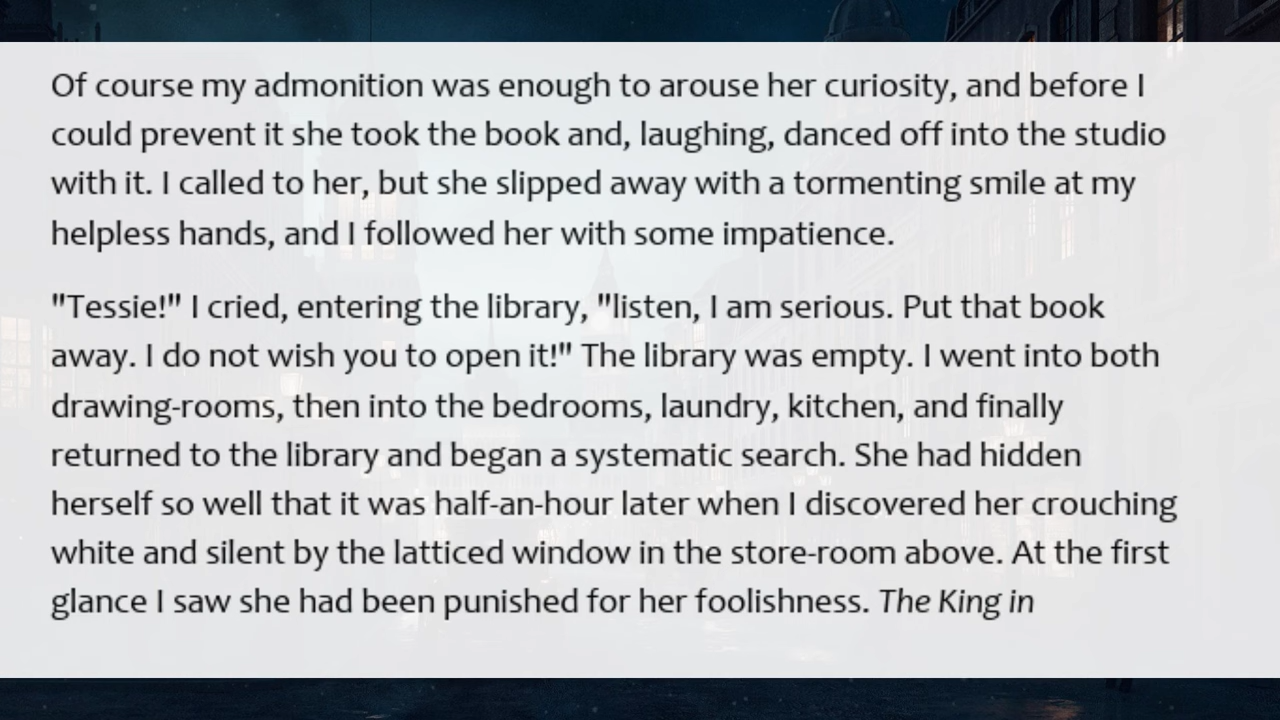 Of course my admonition was enough to arouse her curiosity, and before I
could prevent it she took the book and, laughing, danced off into the studio
with it. I called to her, but she slipped away with a tormenting smile at my
helpless hands, and I followed her with some impatience.
"Tessie!" I cried, entering the library, "listen, I am serious. Put that book
away. I do not wish you to open it!" The library was empty. I went into both
drawing-rooms, then into the bedrooms, laundry, kitchen, and finally
returned to the library and began a systematic search. She had hidden
herself so well that it was half-an-hour later when I discovered her crouching
white and silent by the latticed window in the store-room above. At the first
glance I saw she had been punished for her foolishness. The King in